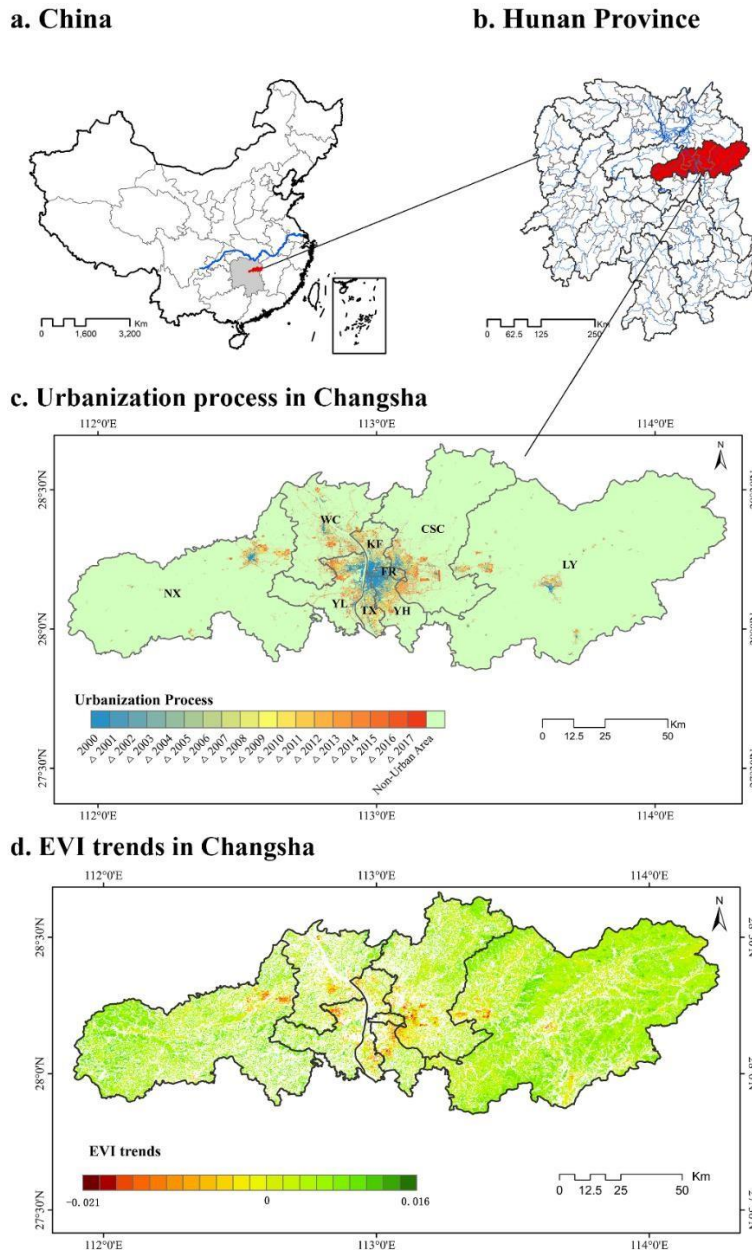 a. China
b. Hunan Province
0 1,600 3,200 Km
0 62.5 125 250 Km
c. Urbanization process in Changsha
112°0'E 113°0'E 114°0'E
N
28°30'N
WC
KF
CSC
FR
LY
NX
YL
TX
YH
28°0'N
Urbanization Process
2000
△ 2001
△ 2002
△ 2003
△ 2004
△ 2005
△ 2006
△ 2007
△ 2008
△ 2009
△ 2010
△ 2011
△ 2012
△ 2013
△ 2014
△ 2015
△ 2016
△ 2017
Non-Urban Area
Km
0 12.5 25 50
27°30'N
112°0'E 113°0'E 114°0'E
d. EVI trends in Changsha
112°0'E 113°0'E 114°0'E
N
28°30'N
28°0'N
EVI trends
-0.021 0 0.016
Km
0 12.5 25 50
27°30'N
112°0'E 113°0'E 114°0'E